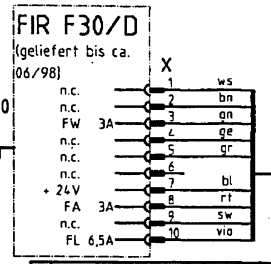 FIR F30/D
(geliefert bis ca.
06/98)
X
n.c. 1 ws
n.c. 2 bn
FW 3A 3 gn
n.c. 4 ge
n.c. 5 gr
n.c. 6
+ 24V 7 bl
FA 3A 8 rt
n.c. 9 sw
FL 6,5A 10 vio
0